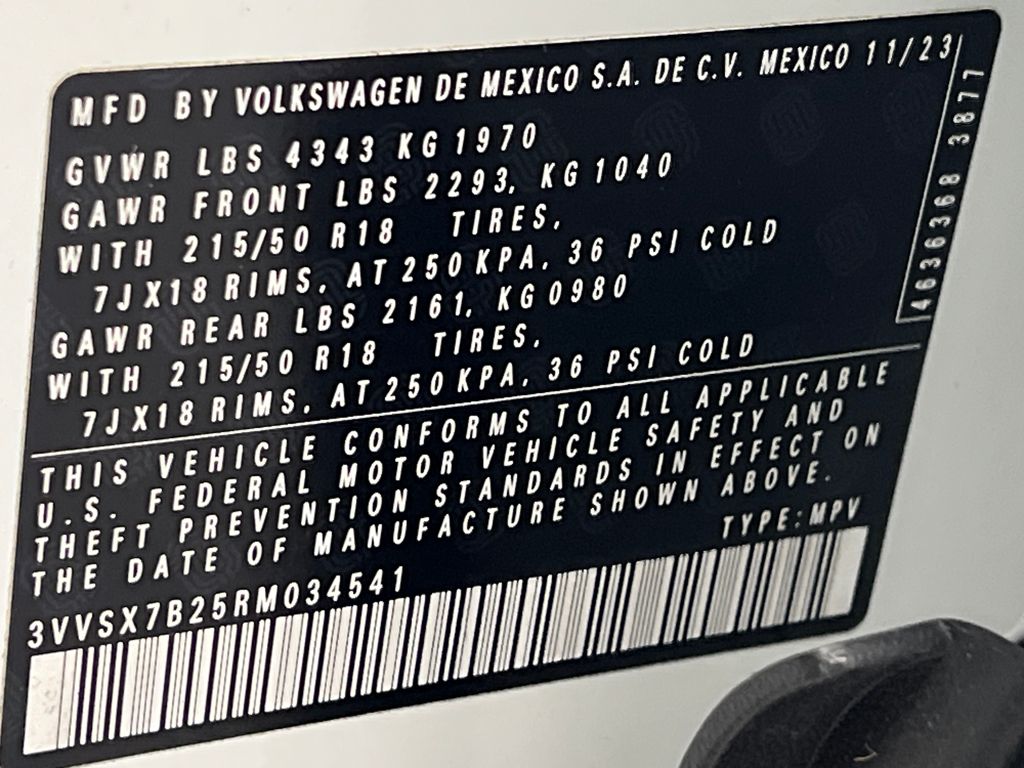 MFD BY VOLKSWAGEN DE MEXICO S.A. DE C.V. MEXICO 11/23
GVWR LBS 4343 KG 1970
GAWR FRONT LBS 2293, KG 1040
WITH 215/50 R18 TIRES,
7JX18 RIMS, AT 250 KPA, 36 PSI COLD
GAWR REAR LBS 2161, KG 0980
WITH 215/50 R18 TIRES,
7JX18 RIMS, AT 250 KPA, 36 PSI COLD
4636368 3877
THIS VEHICLE CONFORMS TO ALL APPLICABLE
U.S. FEDERAL MOTOR VEHICLE SAFETY AND
THEFT PREVENTION STANDARDS IN EFFECT ON
THE DATE OF MANUFACTURE SHOWN ABOVE.
TYPE: MPV
3VVSX7B25RM034541